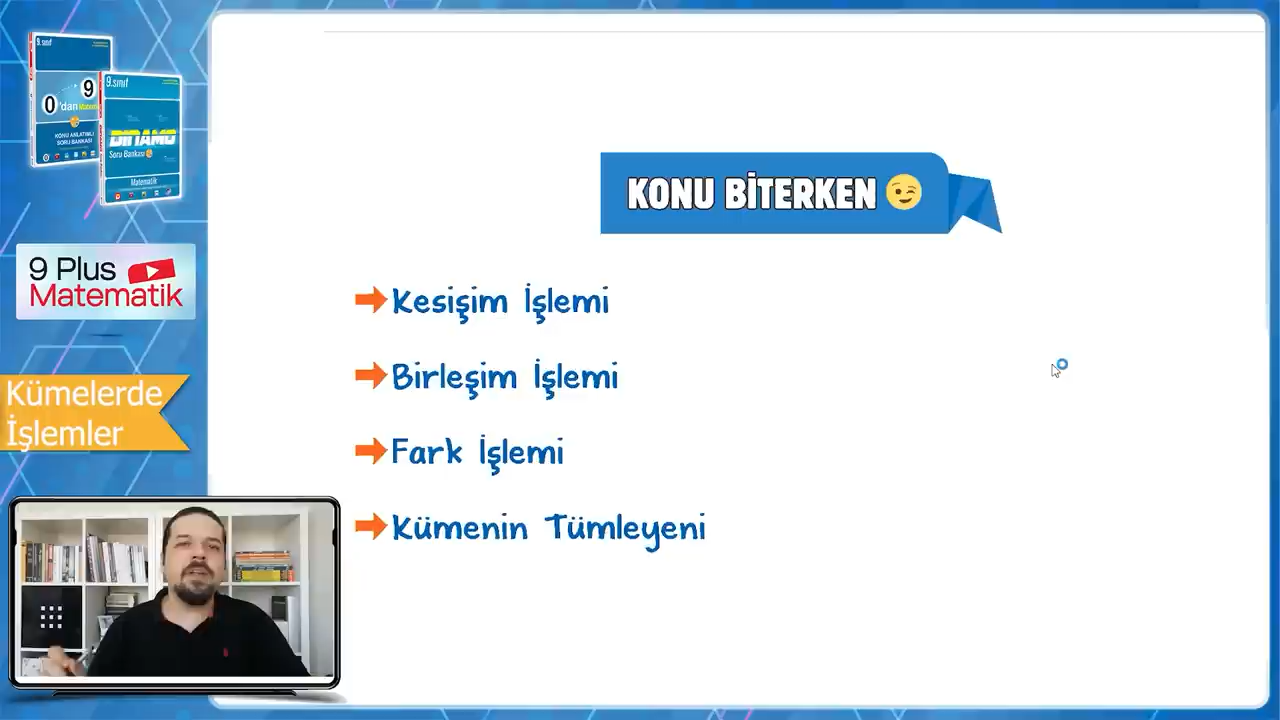 9.sınıf
0'dan 9 Matematik
KONU ANLATIMLI
SORU BANKASI
9.sınıf
DİNAMO
Soru Bankası
Matematik
9 Plus
Matematik
Kümelerde
İşlemler
KONU BİTERKEN 😉
Kesişim İşlemi
Birleşim İşlemi
Fark İşlemi
Kümenin Tümleyeni